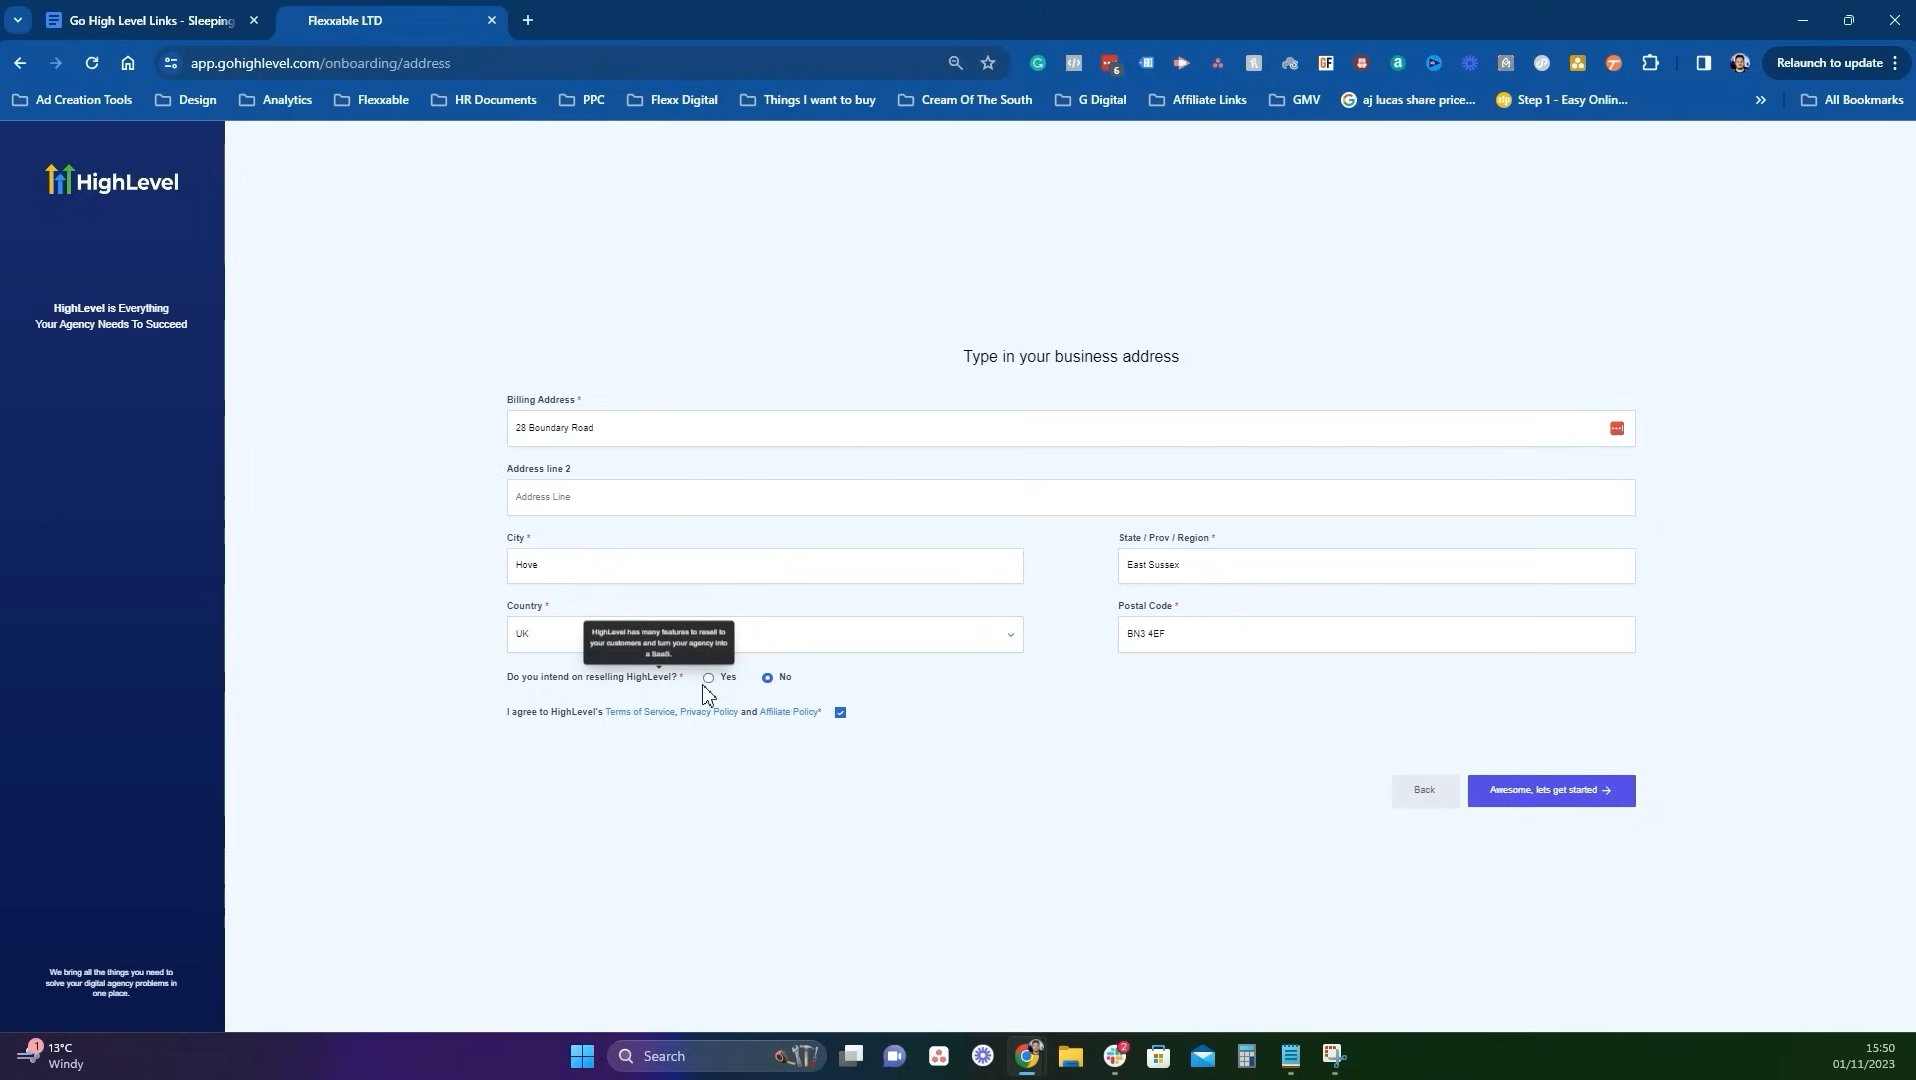 Go High Level Links - Sleeping
Flexxable LTD
app.gohighlevel.com/onboarding/address
6
Relaunch to update
Ad Creation Tools
Design
Analytics
Flexxable
HR Documents
PPC
Flexx Digital
Things I want to buy
Cream Of The South
G Digital
Affiliate Links
GMV
aj lucas share price...
Step 1 - Easy Onlin...
All Bookmarks
HighLevel
HighLevel is Everything
Your Agency Needs To Succeed
Type in your business address
Billing Address *
28 Boundary Road
Address line 2
Address Line
City *
State / Prov / Region *
Hove
East Sussex
Country *
Postal Code *
UK
BN3 4EF
HighLevel has many features to resell to
your customers and turn your agency into
a SaaS.
Do you intend on reselling HighLevel? *
Yes
No
I agree to HighLevel's Terms of Service, Privacy Policy and Affiliate Policy*
Back
Awesome, lets get started
We bring all the things you need to
solve your digital agency problems in
one place.
1
13°C
Windy
Search
2
15:50
01/11/2023